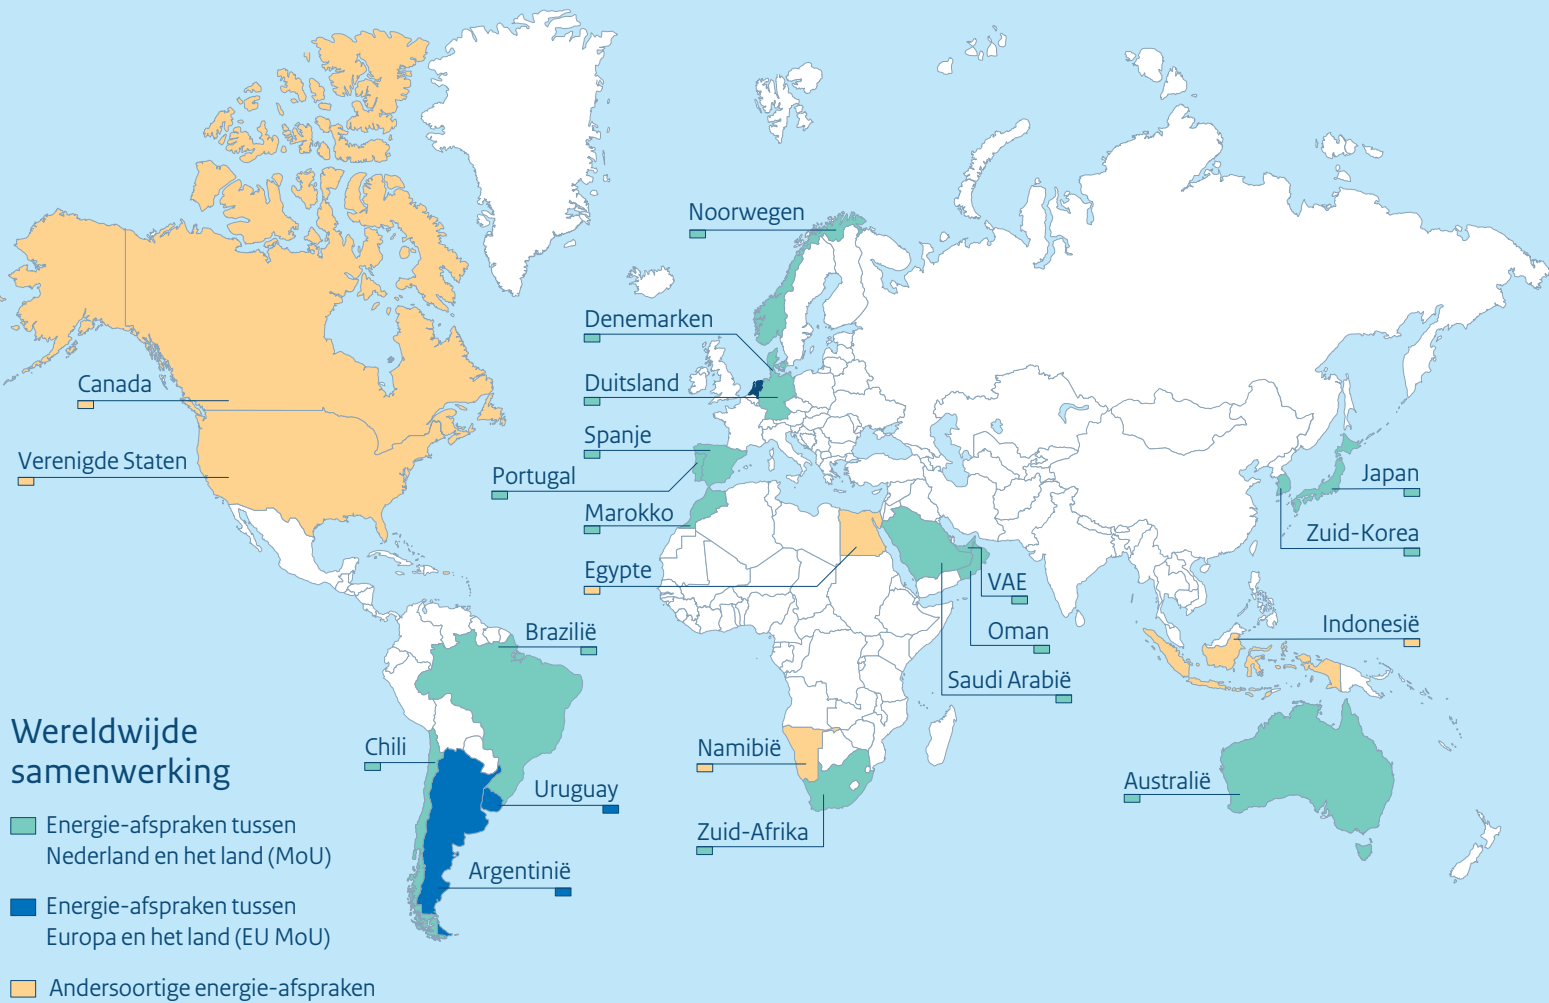 Noorwegen
Denemarken
Duitsland
Spanje
Portugal
Marokko
Egypte
Canada
Verenigde Staten
Japan
Zuid-Korea
VAE
Oman
Saudi Arabië
Indonesië
Brazilië
Chili
Uruguay
Argentinië
Namibië
Zuid-Afrika
Australië
Wereldwijde
samenwerking
Energie-afspraken tussen
Nederland en het land (MoU)
Energie-afspraken tussen
Europa en het land (EU MoU)
Andersoortige energie-afspraken